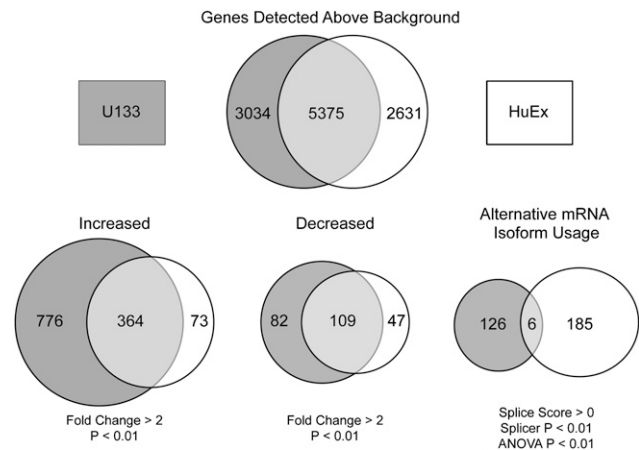 Genes Detected Above Background
U133
3034
5375
2631
HuEx
Increased
776
364
73
Fold Change > 2
P < 0.01
Decreased
82
109
47
Fold Change > 2
P < 0.01
Alternative mRNA
Isoform Usage
126
6
185
Splice Score > 0
Splicer P < 0.01
ANOVA P < 0.01